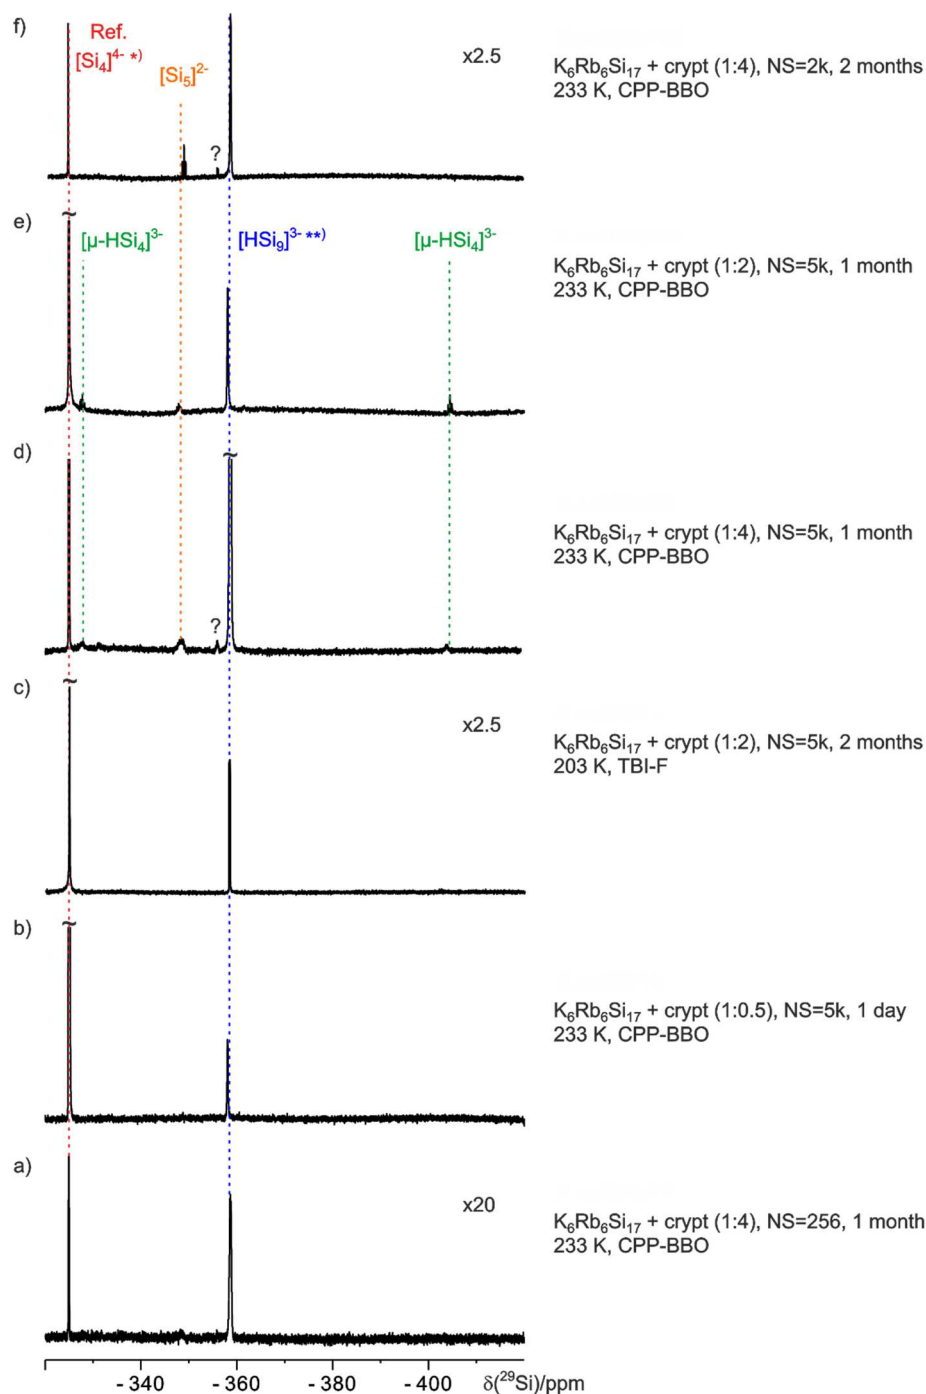 f)
Ref.
[Si₄]⁴⁻ *⁾
[Si₅]²⁻
?
x2.5
K₆Rb₆Si₁₇ + crypt (1:4), NS=2k, 2 months
233 K, CPP-BBO
e)
~
[μ-HSi₄]³⁻
[HSi₉]³⁻ **⁾
[μ-HSi₄]³⁻
K₆Rb₆Si₁₇ + crypt (1:2), NS=5k, 1 month
233 K, CPP-BBO
d)
~
?
K₆Rb₆Si₁₇ + crypt (1:4), NS=5k, 1 month
233 K, CPP-BBO
c)
~
x2.5
K₆Rb₆Si₁₇ + crypt (1:2), NS=5k, 2 months
203 K, TBI-F
b)
~
K₆Rb₆Si₁₇ + crypt (1:0.5), NS=5k, 1 day
233 K, CPP-BBO
a)
x20
K₆Rb₆Si₁₇ + crypt (1:4), NS=256, 1 month
233 K, CPP-BBO
- 340 - 360 - 380 - 400 δ(²⁹Si)/ppm